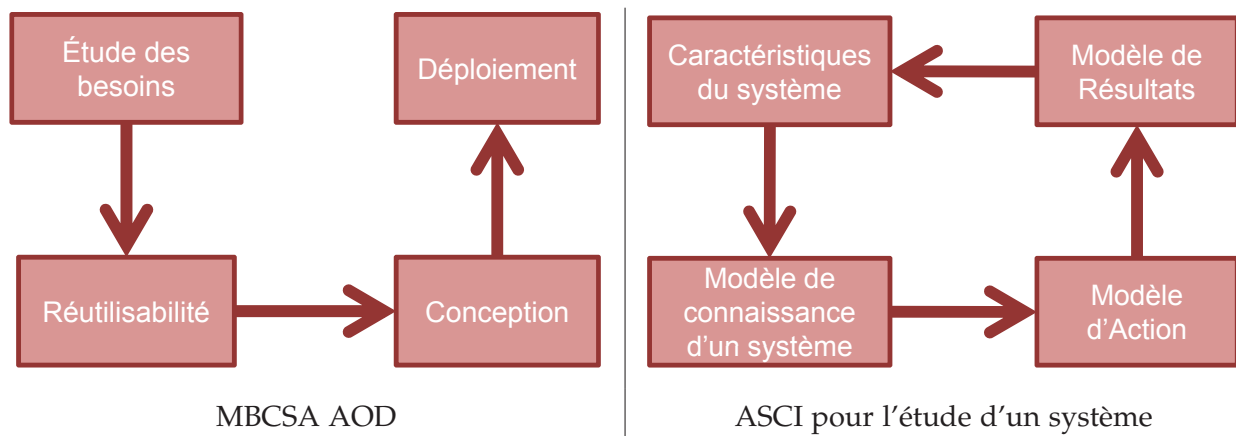 Étude des
besoins
Déploiement
Réutilisabilité
Conception
MBCSA AOD
Caractéristiques
du système
Modèle de
Résultats
Modèle de
connaissance
d'un système
Modèle
d'Action
ASCI pour l'étude d'un système